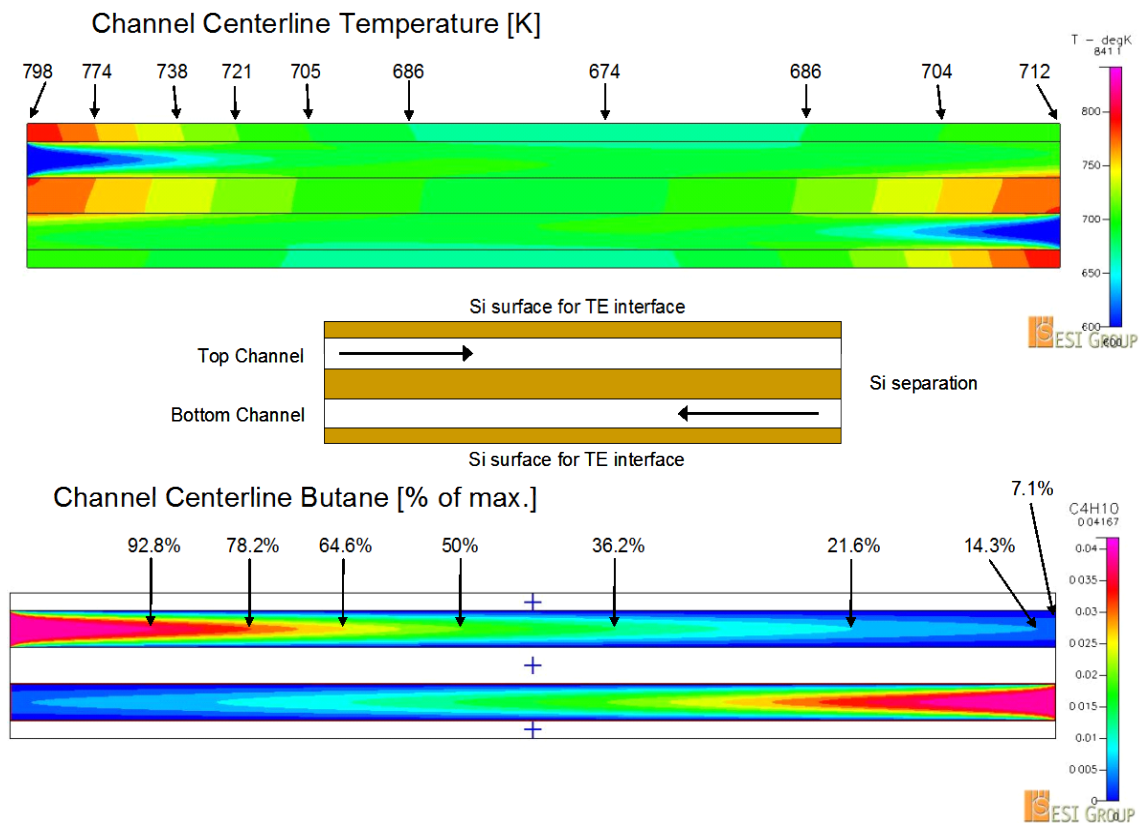 Channel Centerline Temperature [K]
T - degK
841 1
798 774 738 721 705 686 674 686 704 712
800
750
700
650
600
600
ESI GROUP
Si surface for TE interface
Top Channel
Si separation
Bottom Channel
Si surface for TE interface
Channel Centerline Butane [% of max.]
7.1%
C4H10
0 04167
92.8% 78.2% 64.6% 50% 36.2% 21.6% 14.3%
0.04
0.035
0.03
0.025
0.02
0.015
0.01
0 005
0
0
ESI GROUP